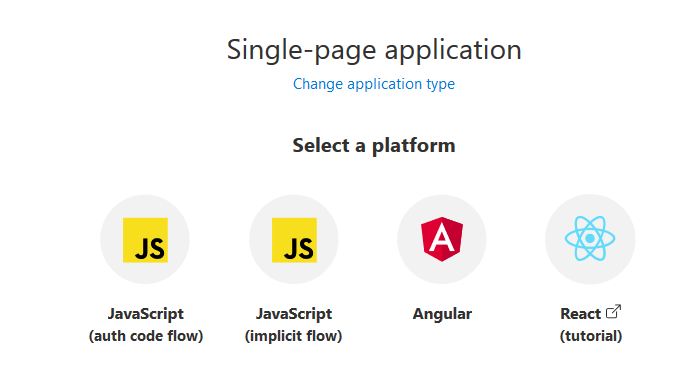 Single-page application
Change application type
Select a platform
JS
JS
A
JavaScript
(auth code flow)
JavaScript
(implicit flow)
Angular
React
(tutorial)